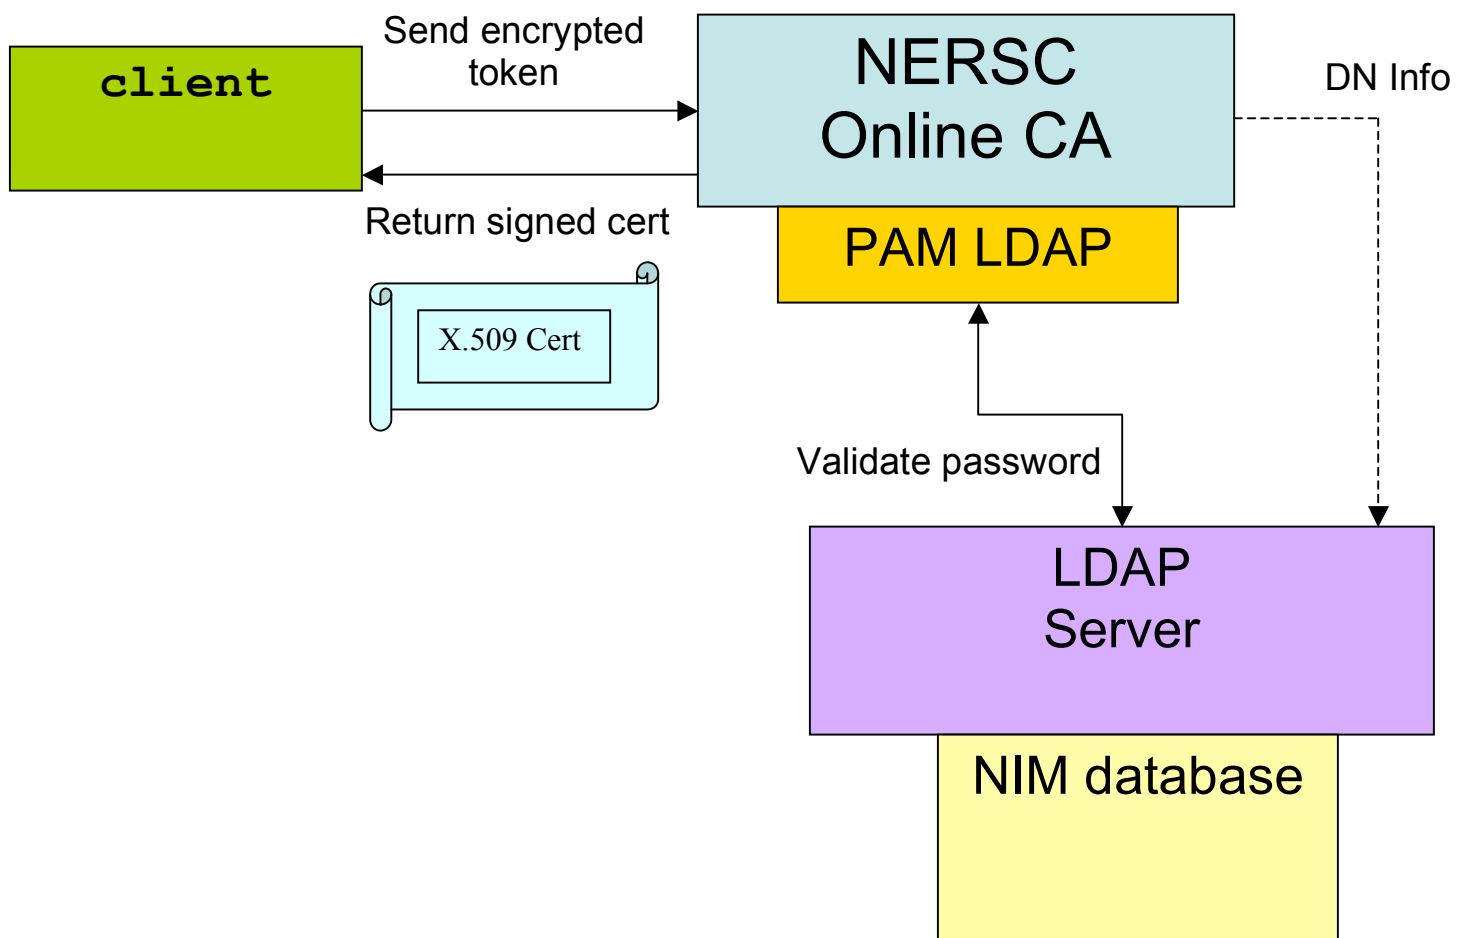 client
Send encrypted
token
NERSC
Online CA
DN Info
Return signed cert
PAM LDAP
X.509 Cert
Validate password
LDAP
Server
NIM database